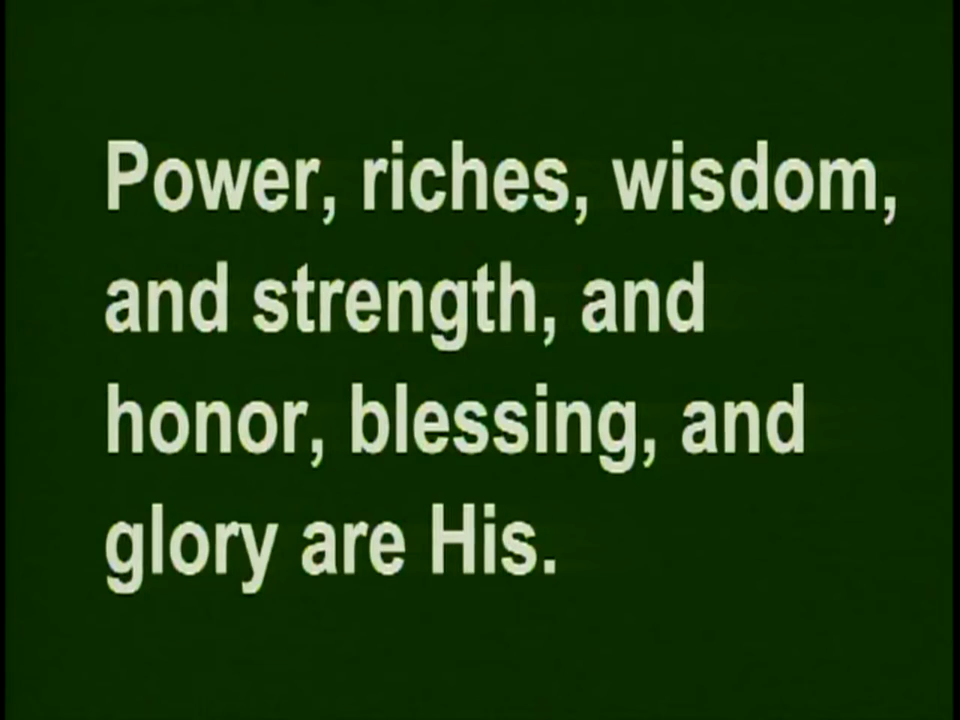 Power, riches, wisdom,
and strength, and
honor, blessing, and
glory are His.